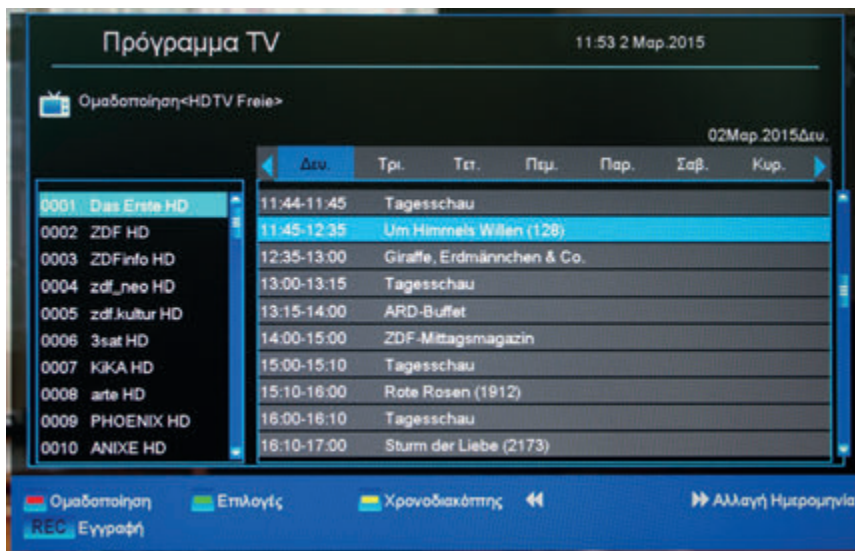 Πρόγραμμα TV 11:53 2 Μαρ.2015
Ομαδοποίηση<HDTV Freie>
02Μαρ.2015Δευ.
Δευ. Τρι. Τετ. Πεμ. Παρ. Σαβ. Κυρ.
0001 Das Erste HD 11:44-11:45 Tagesschau
0002 ZDF HD 11:45-12:35 Um Himmels Willen (128)
0003 ZDFinfo HD 12:35-13:00 Giraffe, Erdmännchen & Co.
0004 zdf_neo HD 13:00-13:15 Tagesschau
0005 zdf.kultur HD 13:15-14:00 ARD-Buffet
0006 3sat HD 14:00-15:00 ZDF-Mittagsmagazin
0007 KiKA HD 15:00-15:10 Tagesschau
0008 arte HD 15:10-16:00 Rote Rosen (1912)
0009 PHOENIX HD 16:00-16:10 Tagesschau
0010 ANIXE HD 16:10-17:00 Sturm der Liebe (2173)
Ομαδοποίηση Επιλογές Χρονοδιακόπτης Αλλαγή Ημερομηνία
REC Εγγραφή